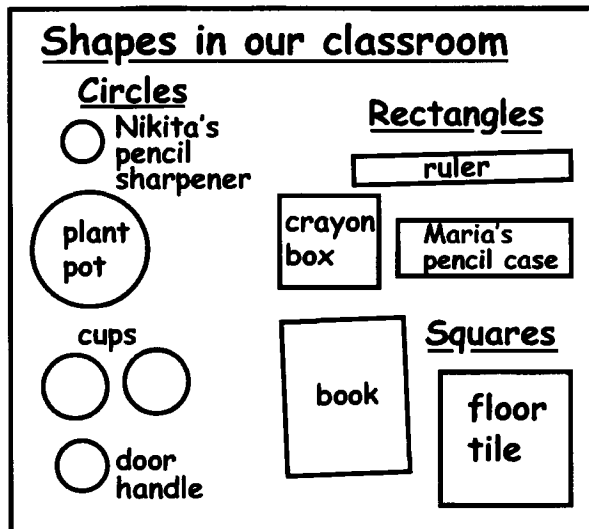 Shapes in our classroom
Circles
Nikita's
pencil
sharpener
plant
pot
cups
door
handle
Rectangles
ruler
crayon
box
Maria's
pencil case
book
Squares
floor
tile